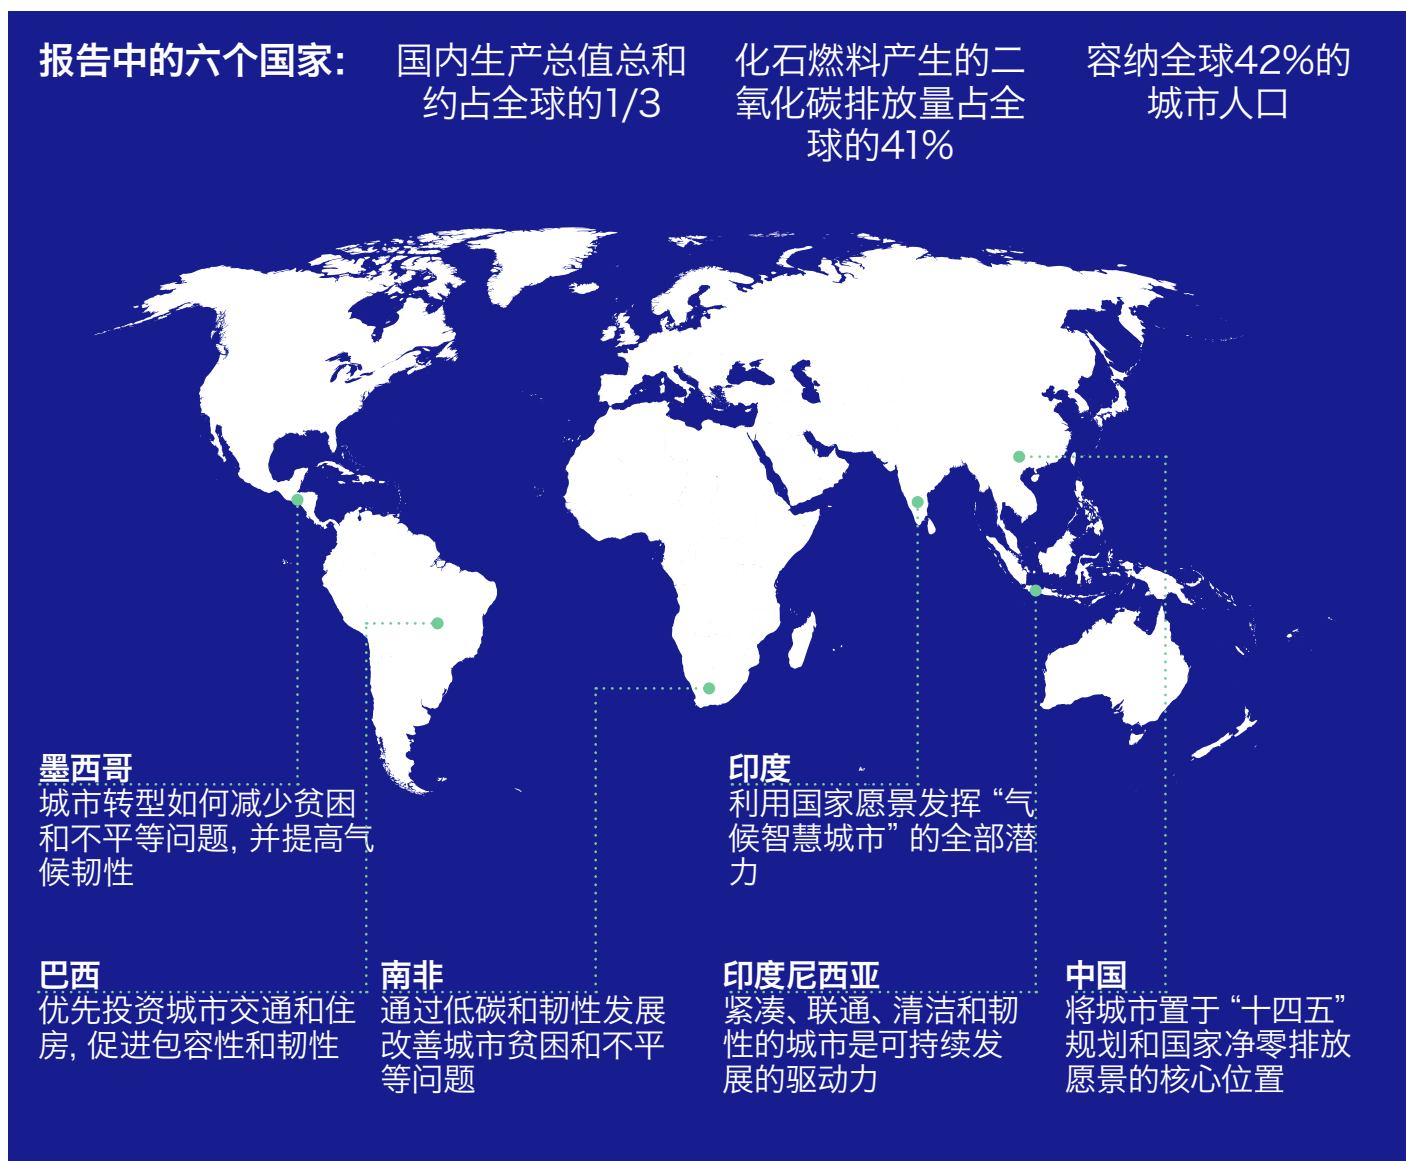 报告中的六个国家:
国内生产总值总和
约占全球的1/3
化石燃料产生的二
氧化碳排放量占全
球的41%
容纳全球42%的
城市人口
墨西哥
城市转型如何减少贫困
和不平等问题, 并提高气
候韧性
印度
利用国家愿景发挥 “气
候智慧城市” 的全部潜
力
巴西
优先投资城市交通和住
房, 促进包容性和韧性
南非
通过低碳和韧性发展
改善城市贫困和不平
等问题
印度尼西亚
紧凑、联通、清洁和韧
性的城市是可持续发
展的驱动力
中国
将城市置于 “十四五”
规划和国家净零排放
愿景的核心位置